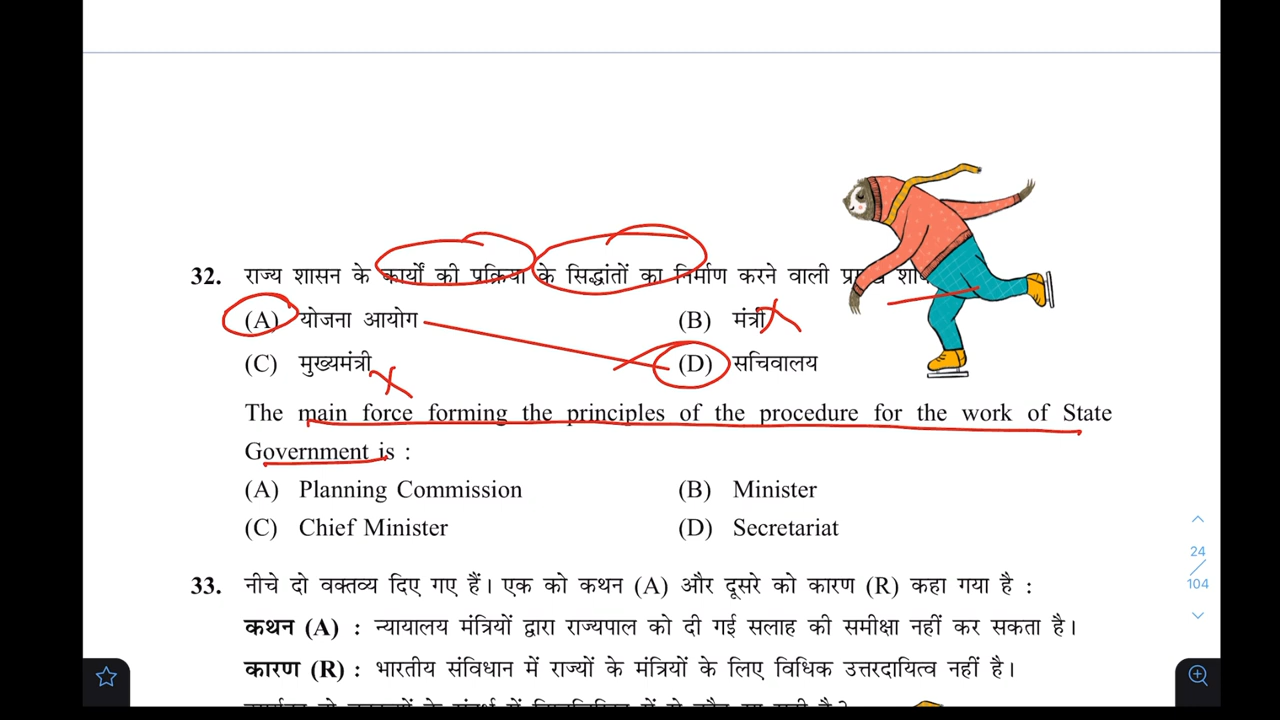 32. राज्य शासन के कार्यों की प्रक्रिया के सिद्धांतों का निर्माण करने वाली
(A) योजना आयोग (B) मंत्री
(C) मुख्यमंत्री (D) सचिवालय
The main force forming the principles of the procedure for the work of State
Government is :
(A) Planning Commission (B) Minister
(C) Chief Minister (D) Secretariat
33. नीचे दो वक्तव्य दिए गए हैं। एक को कथन (A) और दूसरे को कारण (R) कहा गया है :
कथन (A) : न्यायालय मंत्रियों द्वारा राज्यपाल को दी गई सलाह की समीक्षा नहीं कर सकता है।
कारण (R) : भारतीय संविधान में राज्यों के मंत्रियों के लिए विधिक उत्तरदायित्व नहीं है।
24
104